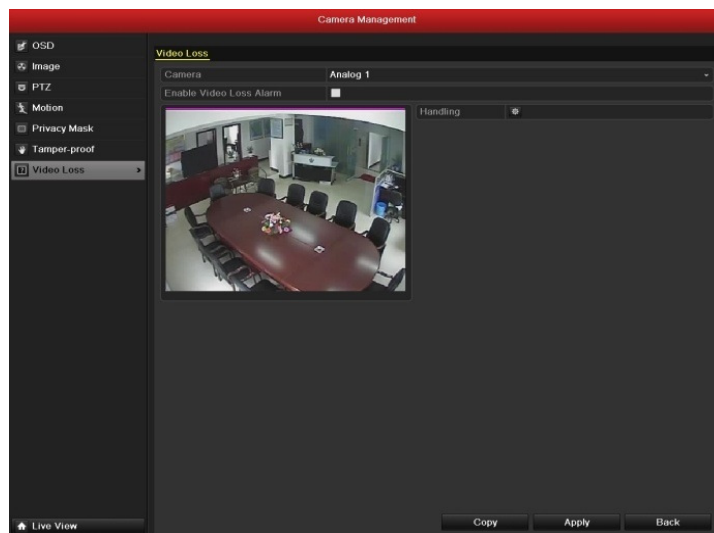 Camera Management
OSD
Image
PTZ
Motion
Privacy Mask
Tamper-proof
Video Loss
Video Loss
Camera Analog 1
Enable Video Loss Alarm
Handling
Live View
Copy Apply Back